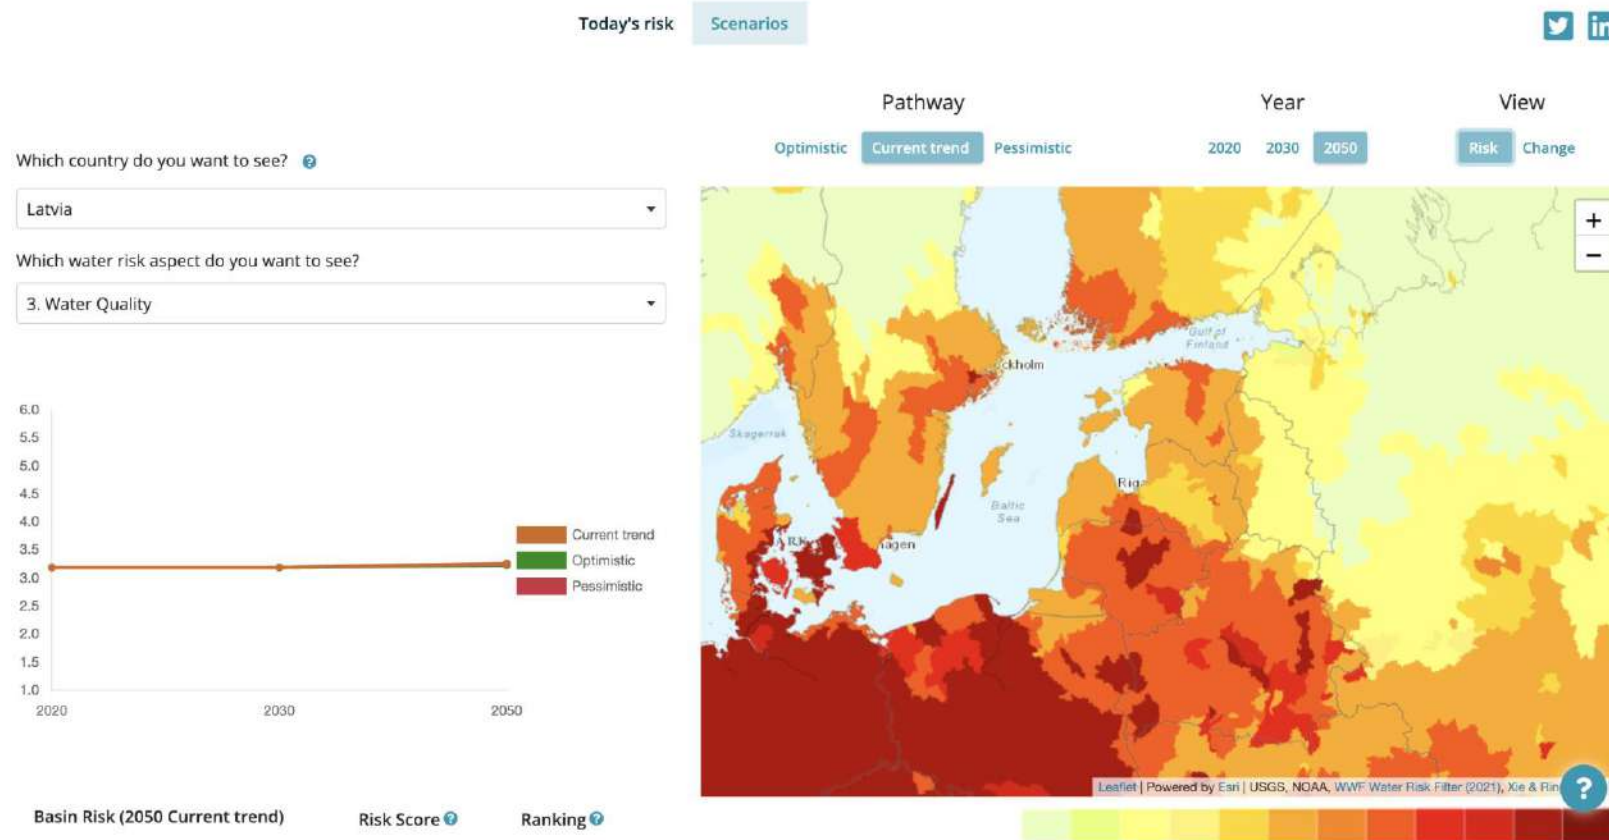 Today's risk Scenarios
Pathway Year View
Optimistic Current trend Pessimistic 2020 2030 2050 Risk Change
Which country do you want to see?
Latvia
Which water risk aspect do you want to see?
3. Water Quality
6.0
5.5
5.0
4.5
4.0
3.5
3.0
2.5
2.0
1.5
1.0
2020 2030 2050
Current trend
Optimistic
Pessimistic
+
−
Gulf of
Finland
ckholm
Skagerrak
Riga
Baltic
Sea
hagen
Leaflet | Powered by Esri | USGS, NOAA, WWF Water Risk Filter (2021), Xie & Rin
?
Basin Risk (2050 Current trend) Risk Score ? Ranking ?